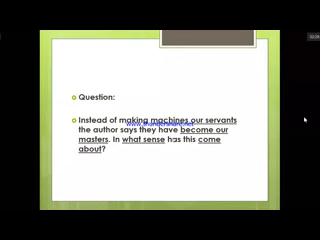 Question:
Instead of making machines our servants
the author says they have become our
masters. In what sense has this come
about?